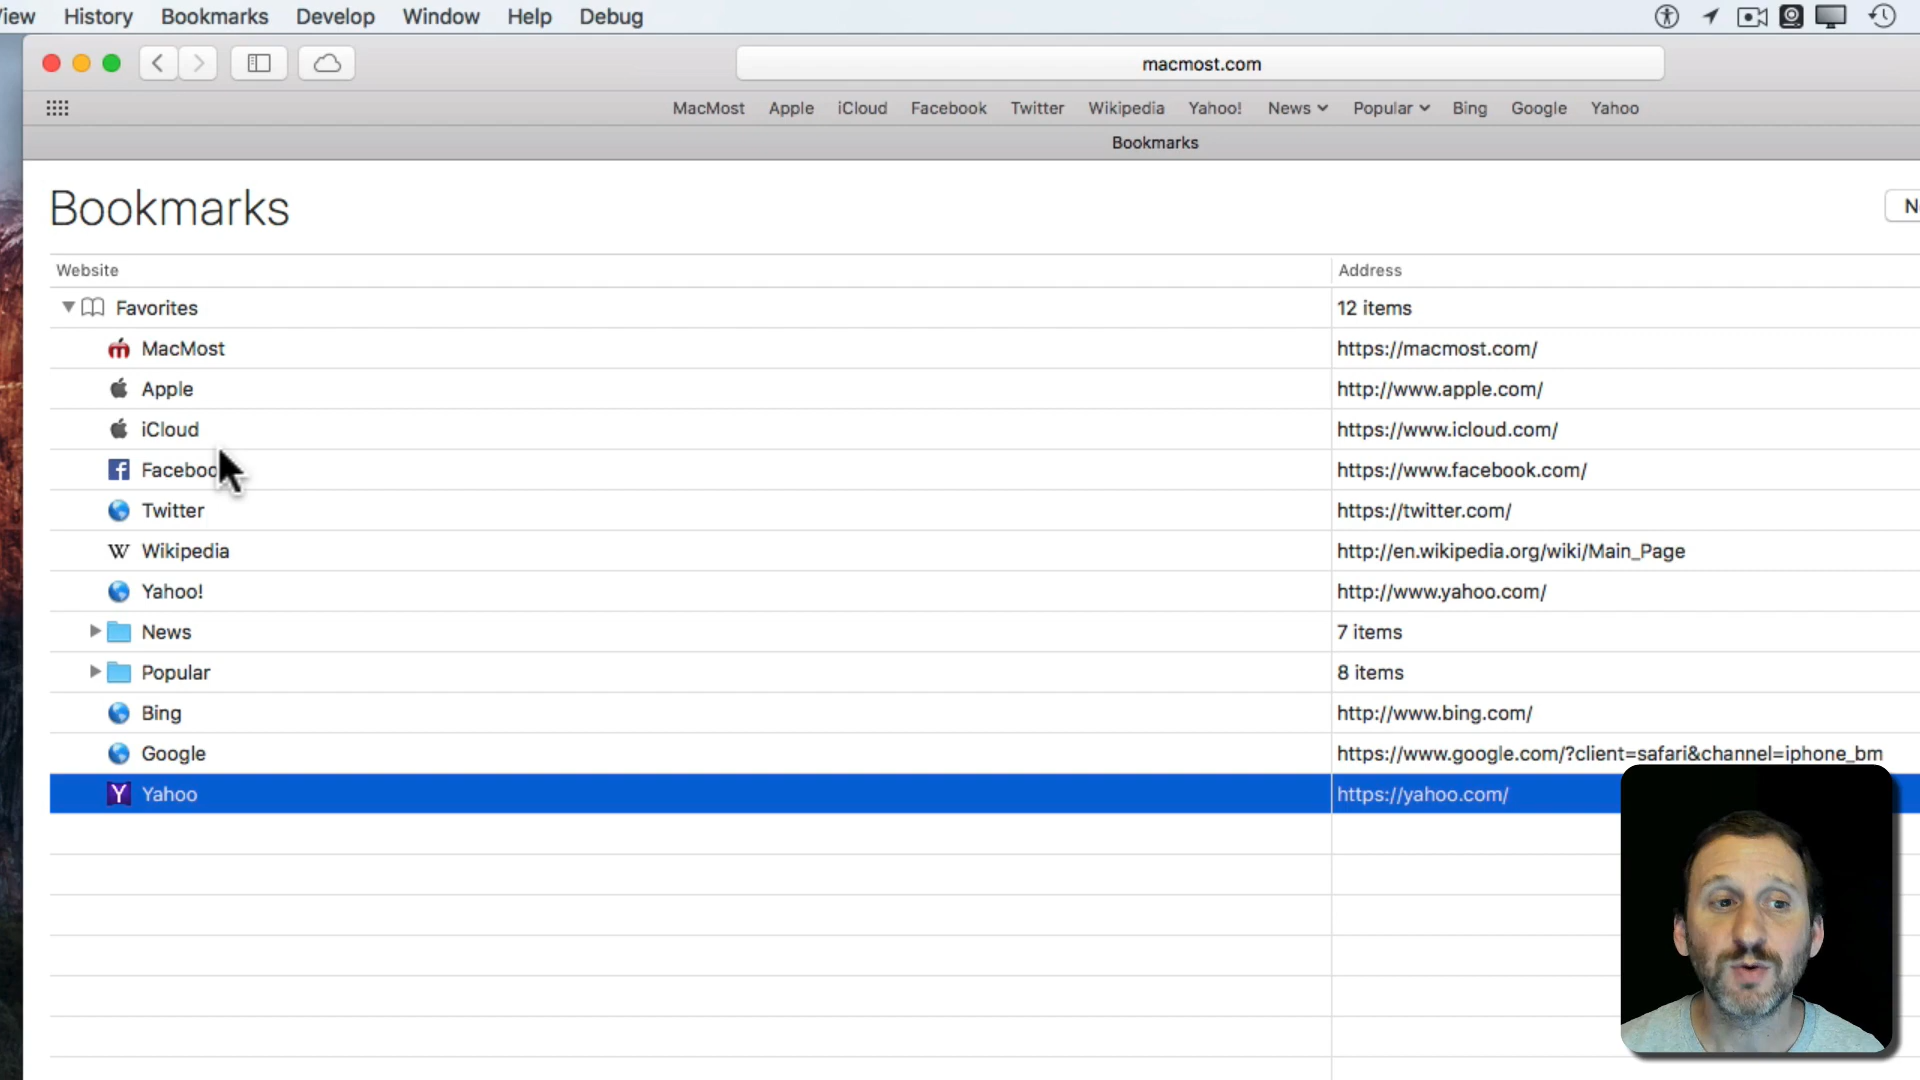 iew History Bookmarks Develop Window Help Debug
macmost.com
MacMost Apple iCloud Facebook Twitter Wikipedia Yahoo! News Popular Bing Google Yahoo
Bookmarks
Bookmarks
N
Website Address
Favorites 12 items
MacMost https://macmost.com/
Apple http://www.apple.com/
iCloud https://www.icloud.com/
Faceboo https://www.facebook.com/
Twitter https://twitter.com/
Wikipedia http://en.wikipedia.org/wiki/Main_Page
Yahoo! http://www.yahoo.com/
News 7 items
Popular 8 items
Bing http://www.bing.com/
Google https://www.google.com/?client=safari&channel=iphone_bm
Yahoo https://yahoo.com/